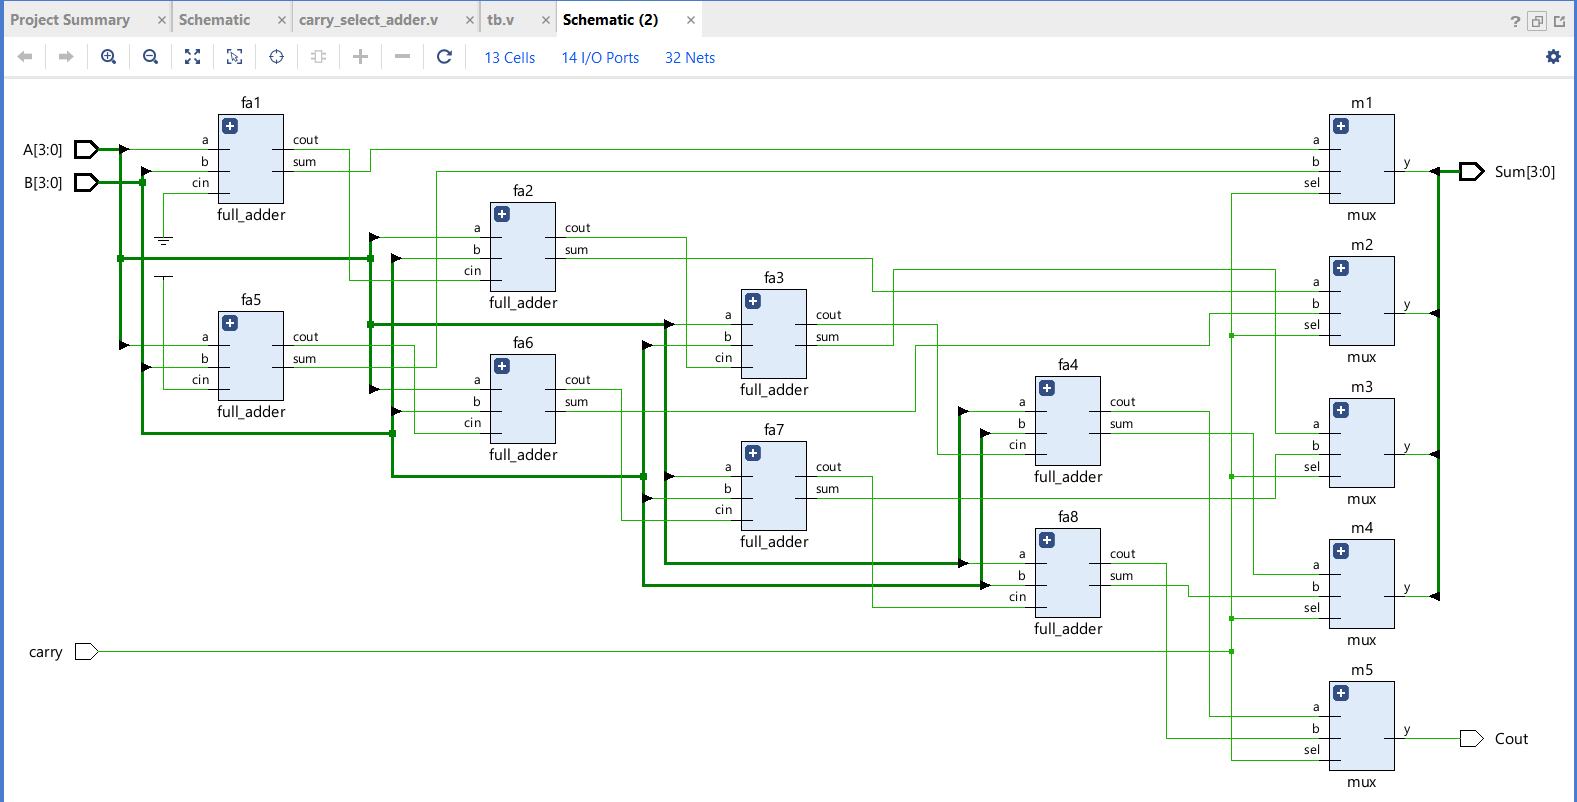 Project Summary × Schematic × carry_select_adder.v × tb.v × Schematic (2) × ?
13 Cells 14 I/O Ports 32 Nets
fa1
a
b
cin
cout
sum
full_adder
A[3:0]
B[3:0]
fa5
a
b
cin
cout
sum
full_adder
fa2
a
b
cin
cout
sum
full_adder
fa6
a
b
cin
cout
sum
full_adder
fa3
a
b
cin
cout
sum
full_adder
fa7
a
b
cin
cout
sum
full_adder
fa4
a
b
cin
cout
sum
full_adder
fa8
a
b
cin
cout
sum
full_adder
m1
a
b
sel
y
mux
Sum[3:0]
m2
a
b
sel
y
mux
m3
a
b
sel
y
mux
m4
a
b
sel
y
mux
carry
m5
a
b
sel
y
mux
Cout